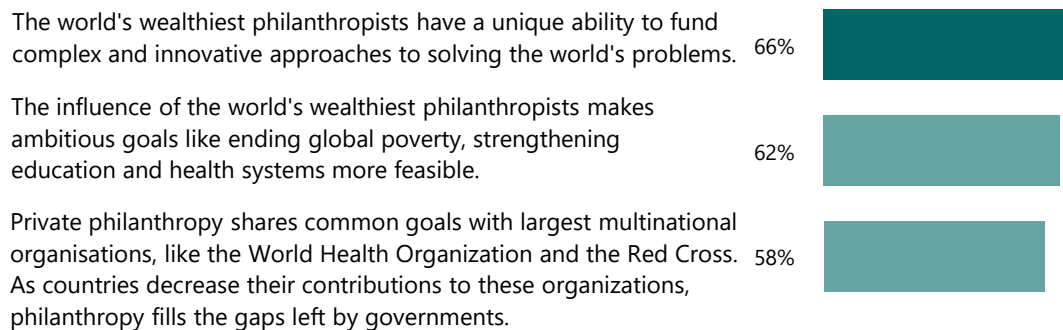 The world's wealthiest philanthropists have a unique ability to fund
complex and innovative approaches to solving the world's problems.
66%
The influence of the world's wealthiest philanthropists makes
ambitious goals like ending global poverty, strengthening
education and health systems more feasible.
62%
Private philanthropy shares common goals with largest multinational
organisations, like the World Health Organization and the Red Cross.
58%
As countries decrease their contributions to these organizations,
philanthropy fills the gaps left by governments.